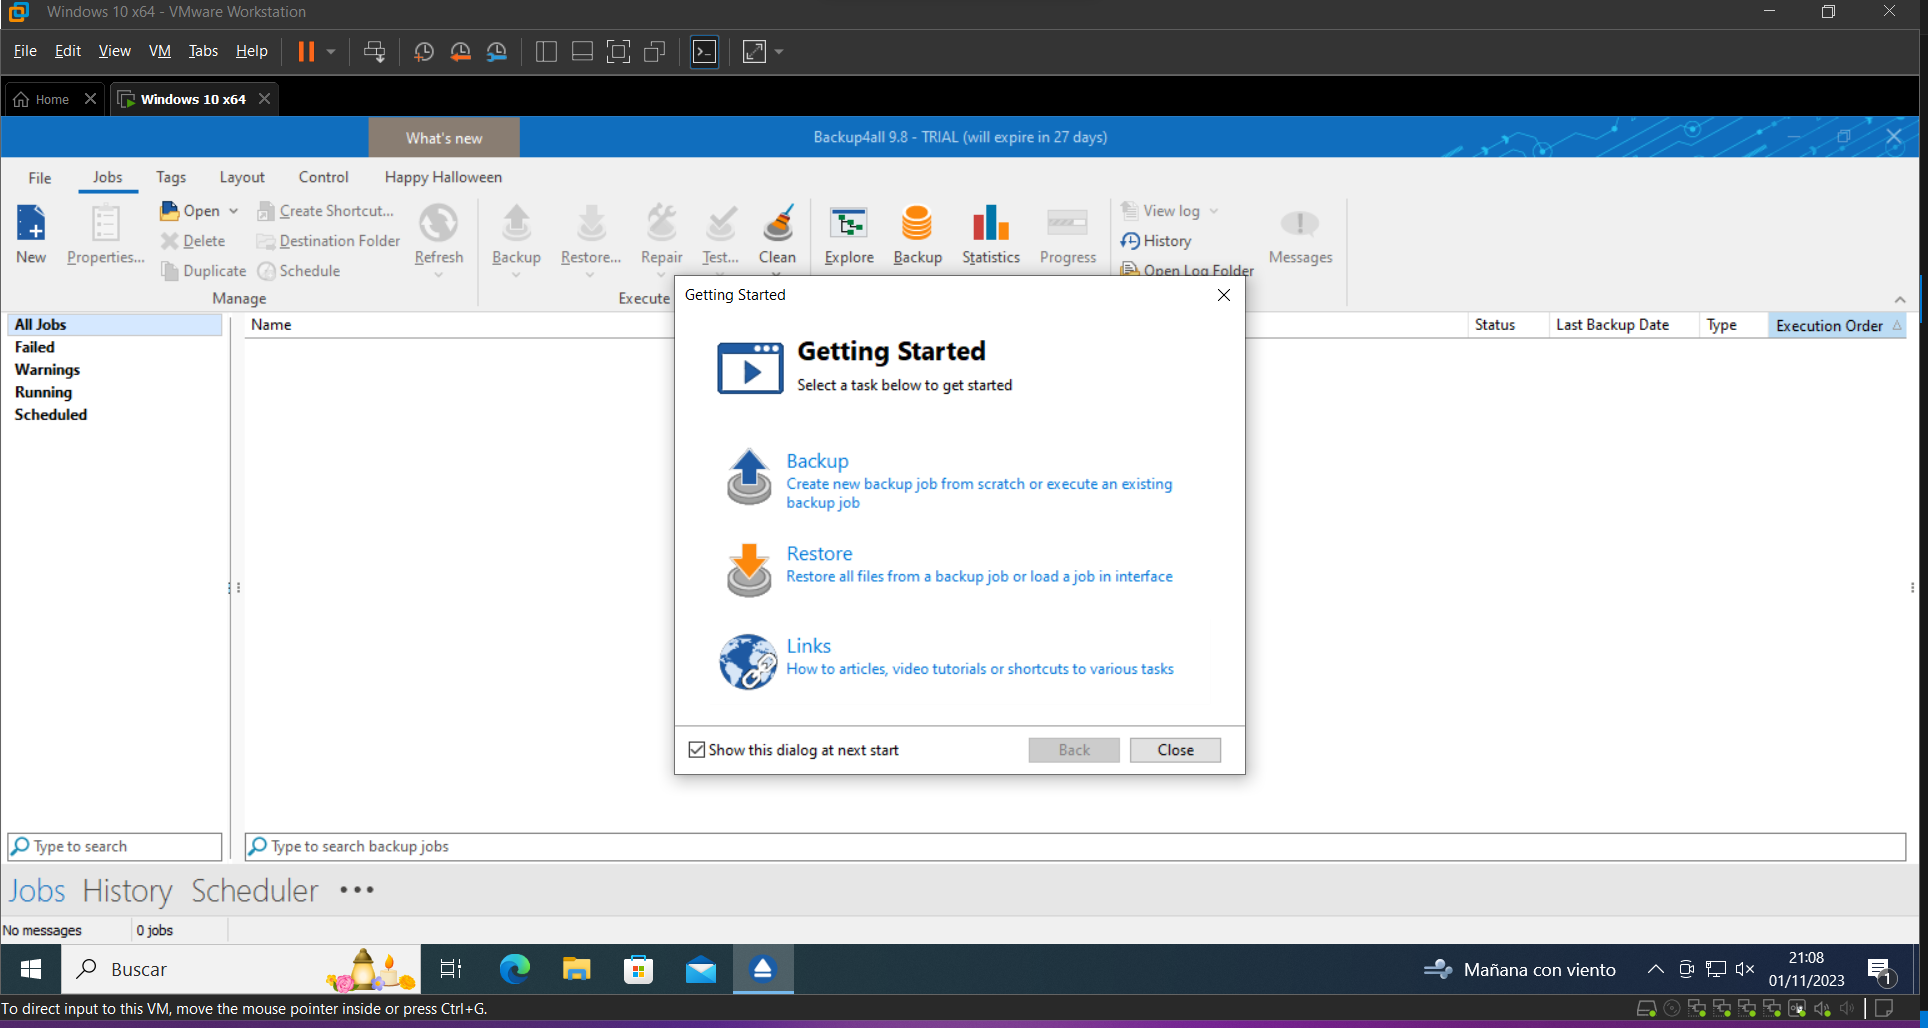 Windows 10 x64 - VMware Workstation
File Edit View VM Tabs Help
Home Windows 10 x64
What's new Backup4all 9.8 - TRIAL (will expire in 27 days)
File Jobs Tags Layout Control Happy Halloween
Open Create Shortcut... View log
Delete Destination Folder History
New Properties... Refresh Backup Restore... Repair Test... Clean Explore Backup Statistics Progress Messages
Duplicate Schedule Open Log Folder
Manage Execute
Getting Started
All Jobs Name Status Last Backup Date Type Execution Order
Failed
Warnings
Running
Scheduled
Getting Started
Select a task below to get started
Backup
Create new backup job from scratch or execute an existing
backup job
Restore
Restore all files from a backup job or load a job in interface
Links
How to articles, video tutorials or shortcuts to various tasks
Show this dialog at next start Back Close
Type to search Type to search backup jobs
Jobs History Scheduler •••
No messages 0 jobs
Buscar Mañana con viento 21:08
01/11/2023 1
To direct input to this VM, move the mouse pointer inside or press Ctrl+G.